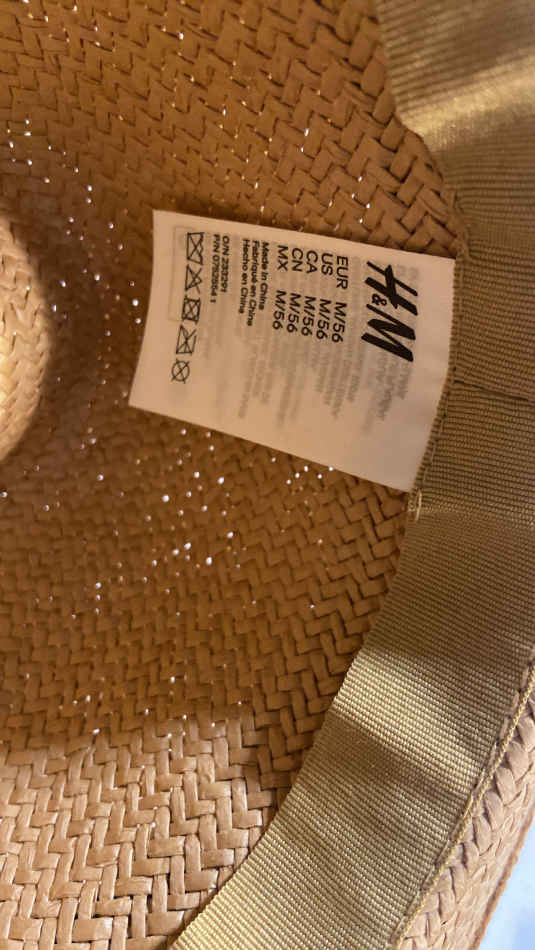 H&M
EUR M/56
US M/56
CA M/56
CN M/56
MX M/56
Made in China
Fabriqué en Chine
Hecho en China